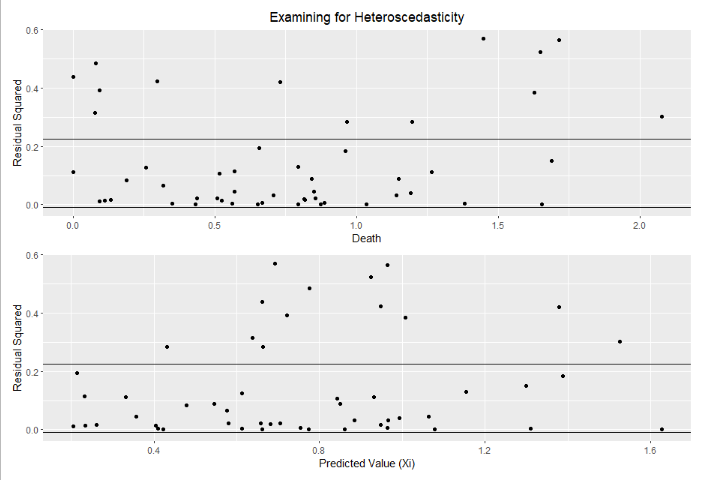 Examining for Heteroscedasticity
0.6
0.4
0.2
0.0
Residual Squared
0.0 0.5 1.0 1.5 2.0
Death
0.6
0.4
0.2
0.0
Residual Squared
0.4 0.8 1.2 1.6
Predicted Value (Xi)